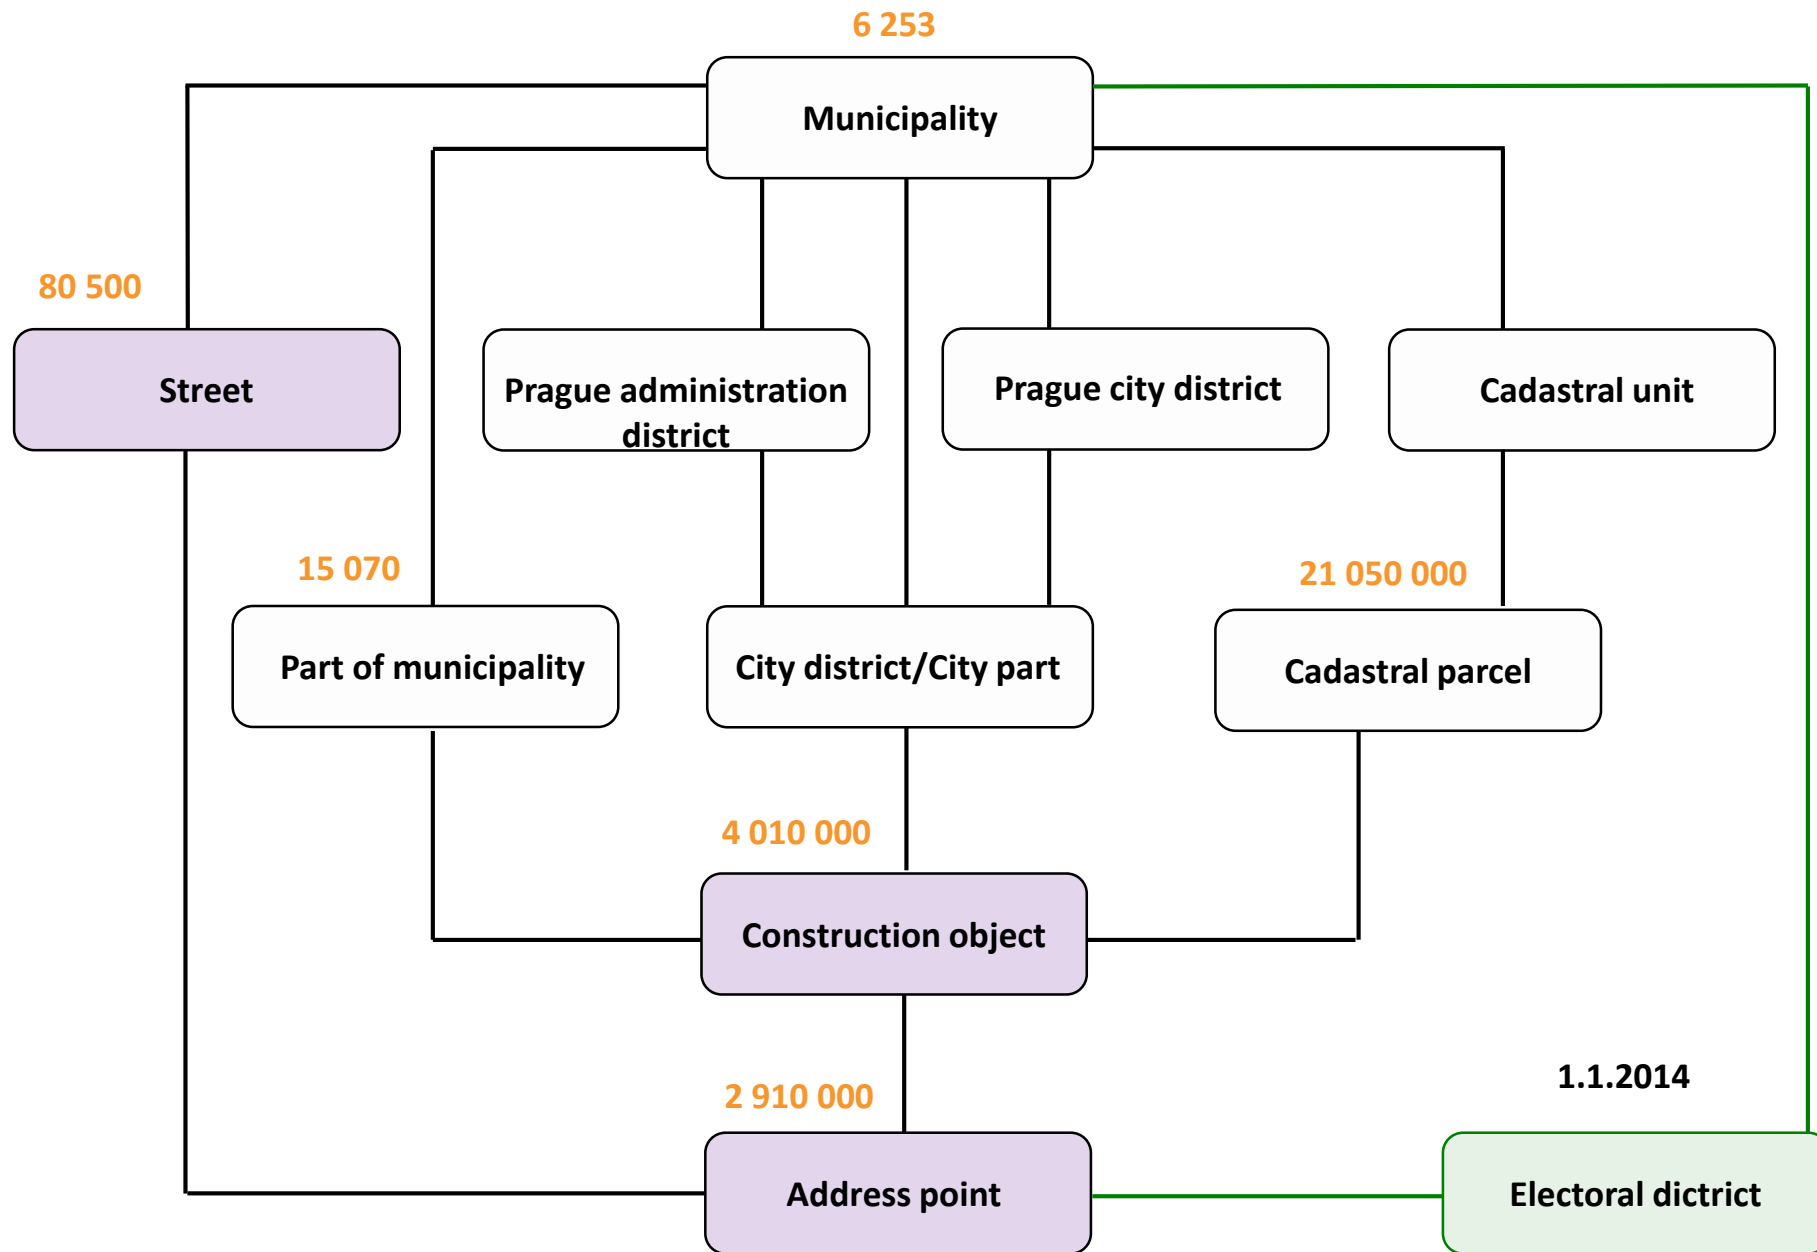 6 253
Municipality
80 500
Street
Prague administration
district
Prague city district
Cadastral unit
15 070
21 050 000
Part of municipality
City district/City part
Cadastral parcel
4 010 000
Construction object
1.1.2014
2 910 000
Address point
Electoral dictrict